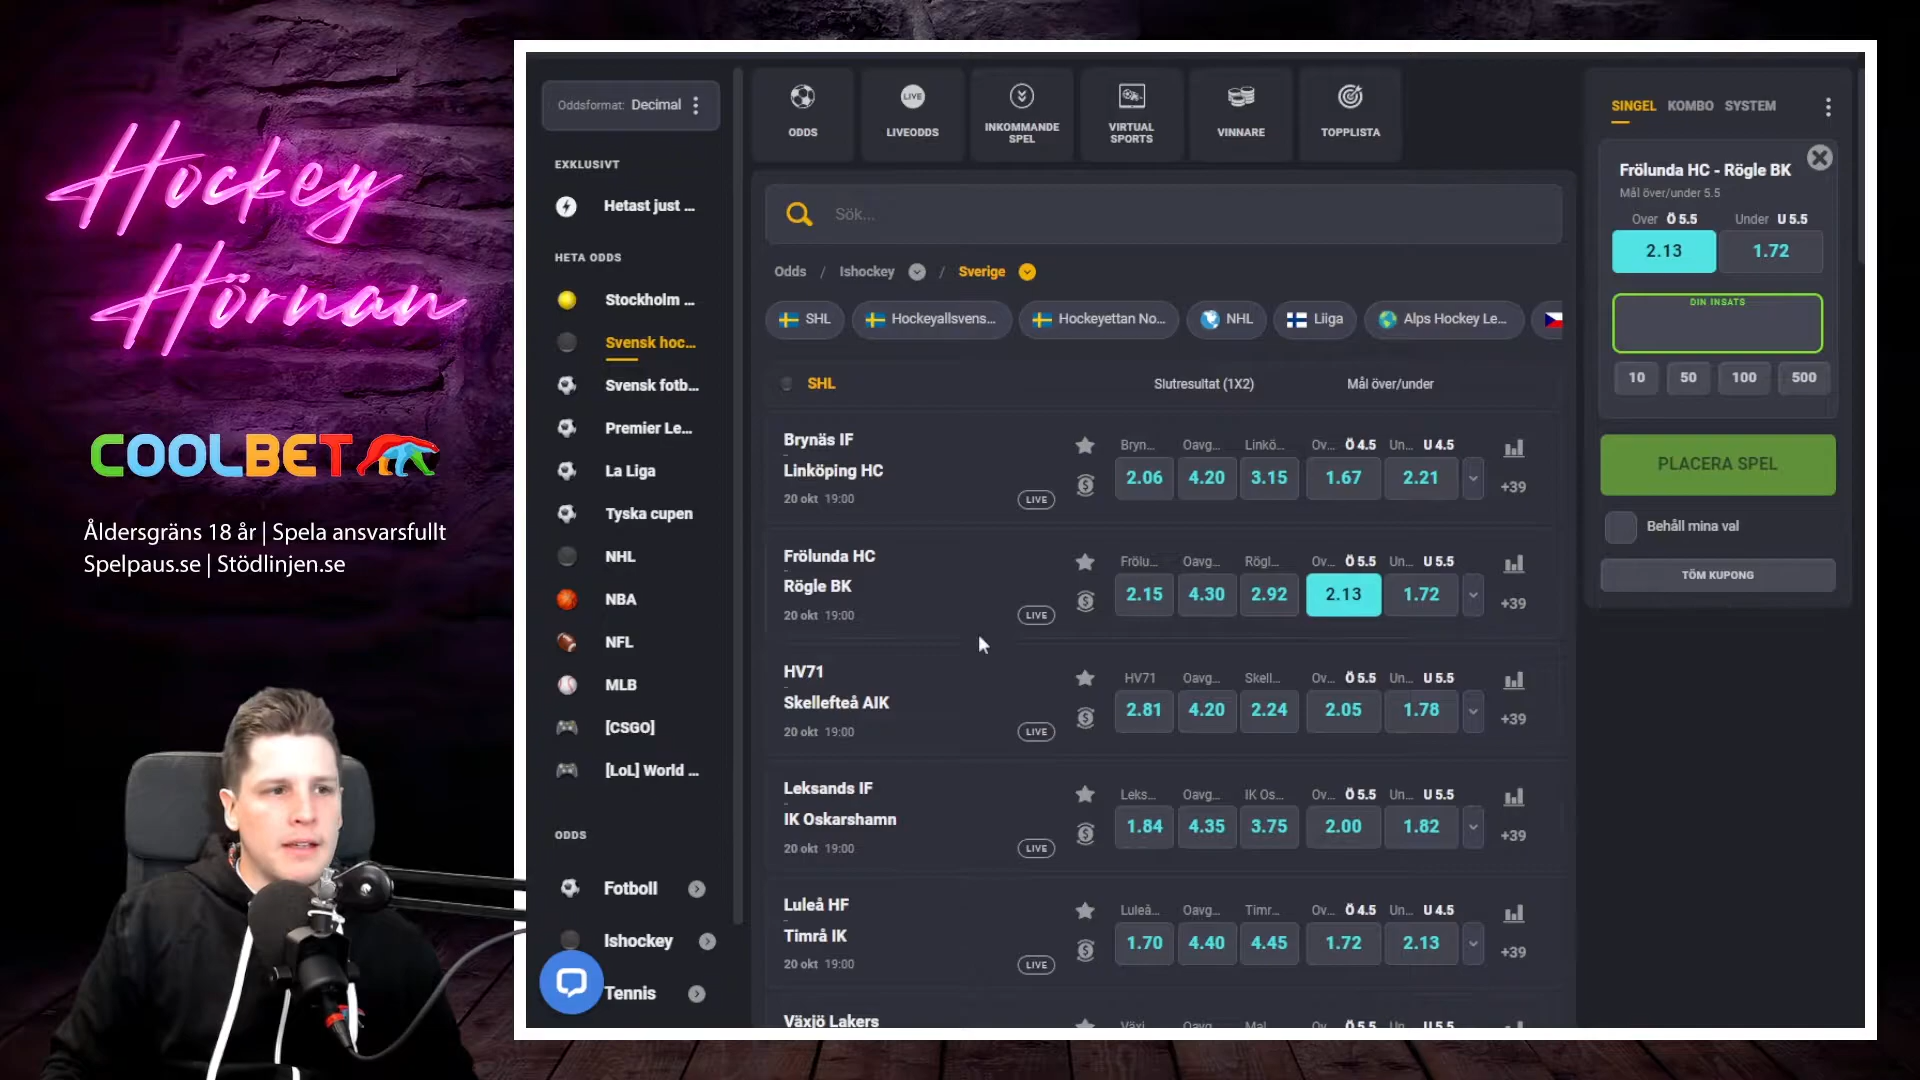 Hockey
Hörnan
COOLBET
Åldersgräns 18 år | Spela ansvarsfullt
Spelpaus.se | Stödlinjen.se
Oddsformat: Decimal
EXKLUSIVT
Hetast just ...
HETA ODDS
Stockholm ...
Svensk hoc...
Svensk fotb...
Premier Le...
La Liga
Tyska cupen
NHL
NBA
NFL
MLB
[CSGO]
[LoL] World ...
ODDS
Fotboll
Ishockey
Tennis
ODDS
LIVE
LIVEODDS
INKOMMANDE
SPEL
VIRTUAL
SPORTS
VINNARE
TOPPLISTA
Sök...
Odds / Ishockey / Sverige
SHL
Hockeyallsvens...
Hockeyettan No...
NHL
Liiga
Alps Hockey Le...
SHL Slutresultat (1X2) Mål över/under
Brynäs IF
-
Linköping HC
20 okt 19:00
LIVE
Bryn... Oavg... Linkö... Ov... Ö 4.5 Un... U 4.5
2.06 4.20 3.15 1.67 2.21
+39
Frölunda HC
-
Rögle BK
20 okt 19:00
LIVE
Frölu... Oavg... Rögl... Ov... Ö 5.5 Un... U 5.5
2.15 4.30 2.92 2.13 1.72
+39
HV71
-
Skellefteå AIK
20 okt 19:00
LIVE
HV71 Oavg... Skell... Ov... Ö 5.5 Un... U 5.5
2.81 4.20 2.24 2.05 1.78
+39
Leksands IF
-
IK Oskarshamn
20 okt 19:00
LIVE
Leks... Oavg... IK Os... Ov... Ö 5.5 Un... U 5.5
1.84 4.35 3.75 2.00 1.82
+39
Luleå HF
Timrå IK
20 okt 19:00
LIVE
Luleå... Oavg... Timr... Ov... Ö 4.5 Un... U 4.5
1.70 4.40 4.45 1.72 2.13
+39
Växjö Lakers
Växj... Oavg... Mal... Ov... Ö 5.5 Un... U 5.5
SINGEL KOMBO SYSTEM
Frölunda HC - Rögle BK
Mål över/under 5.5
Over Ö 5.5 Under U 5.5
2.13 1.72
DIN INSATS
10 50 100 500
PLACERA SPEL
Behåll mina val
TÖM KUPONG